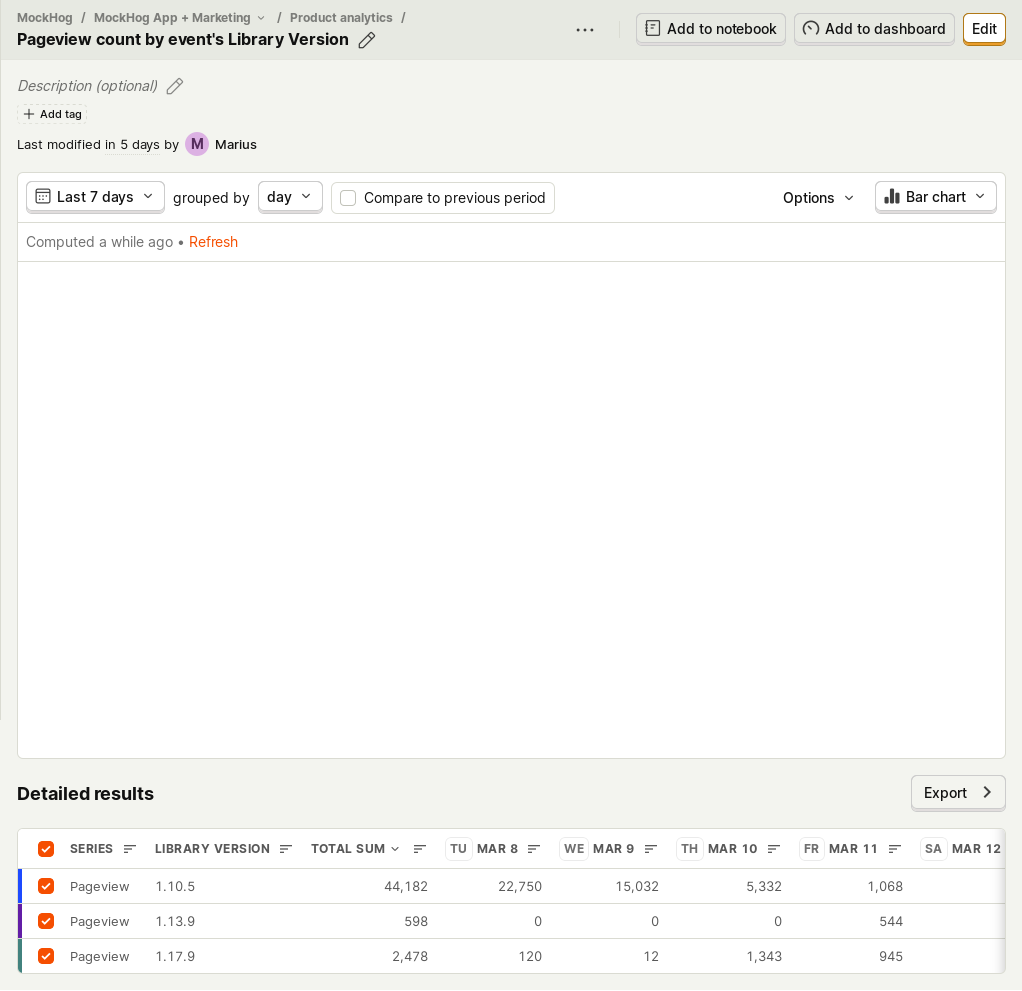 MockHog / MockHog App + Marketing / Product analytics /
Pageview count by event's Library Version
Add to notebook
Add to dashboard
Edit
Description (optional)
Add tag
Last modified in 5 days by M Marius
Last 7 days grouped by day Compare to previous period Options Bar chart
Computed a while ago • Refresh
Detailed results
Export
SERIES LIBRARY VERSION TOTAL SUM TU MAR 8 WE MAR 9 TH MAR 10 FR MAR 11 SA MAR 12
Pageview 1.10.5 44,182 22,750 15,032 5,332 1,068
Pageview 1.13.9 598 0 0 0 544
Pageview 1.17.9 2,478 120 12 1,343 945